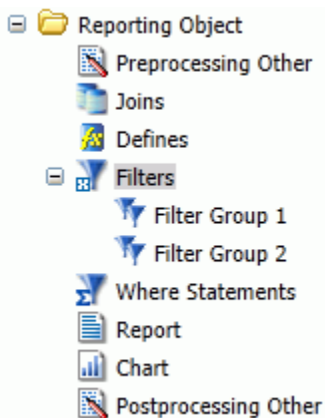 Reporting Object
Preprocessing Other
Joins
Defines
Filters
Filter Group 1
Filter Group 2
Where Statements
Report
Chart
Postprocessing Other